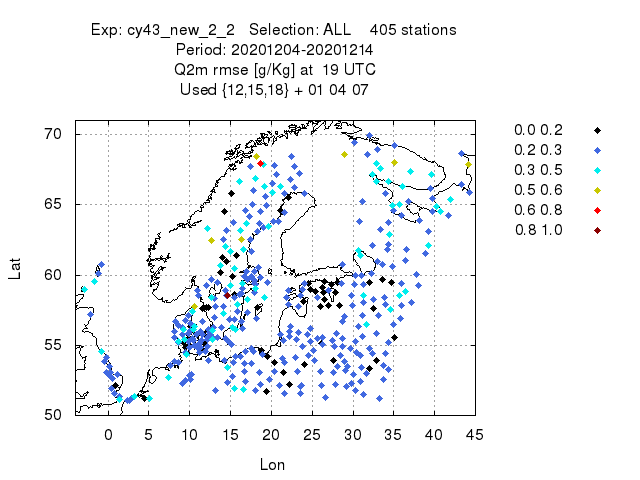 Exp: cy43_new_2_2   Selection: ALL    405 stations
Period: 20201204-20201214
Q2m rmse [g/Kg] at  19 UTC
Used {12,15,18} + 01 04 07
70
65
60
55
50
Lat
0 5 10 15 20 25 30 35 40 45
Lon
0.0 0.2
0.2 0.3
0.3 0.5
0.5 0.6
0.6 0.8
0.8 1.0